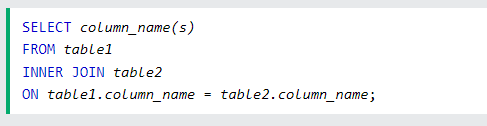 SELECT column_name(s)
FROM table1
INNER JOIN table2
ON table1.column_name = table2.column_name;